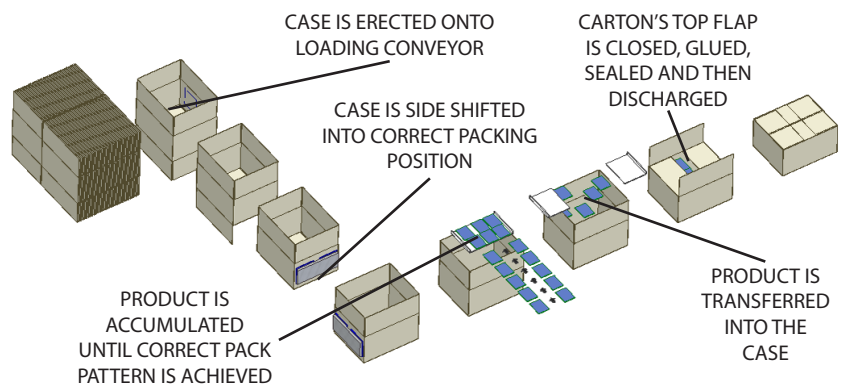 CASE IS ERECTED ONTO
LOADING CONVEYOR
CARTON'S TOP FLAP
IS CLOSED, GLUED,
SEALED AND THEN
DISCHARGED
CASE IS SIDE SHIFTED
INTO CORRECT PACKING
POSITION
PRODUCT IS
ACCUMULATED
UNTIL CORRECT PACK
PATTERN IS ACHIEVED
PRODUCT IS
TRANSFERRED
INTO THE
CASE